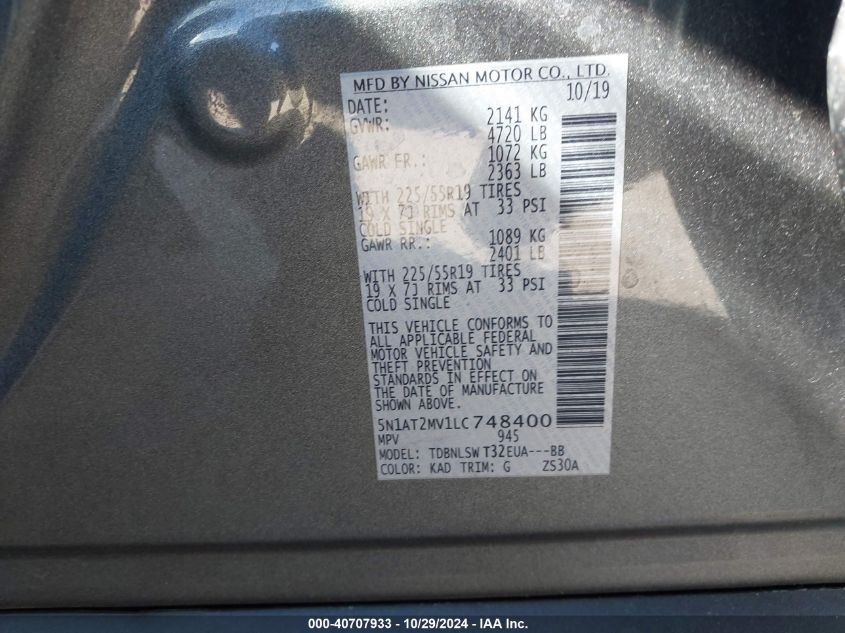 MFD BY NISSAN MOTOR CO., LTD.
DATE: 10/19
GVWR: 2141 KG
4720 LB
GAWR FR.: 1072 KG
2363 LB
WITH 225/55R19 TIRES
19 X 7J RIMS AT 33 PSI
COLD SINGLE
GAWR RR.: 1089 KG
2401 LB
WITH 225/55R19 TIRES
19 X 7J RIMS AT 33 PSI
COLD SINGLE
THIS VEHICLE CONFORMS TO
ALL APPLICABLE FEDERAL
MOTOR VEHICLE SAFETY AND
THEFT PREVENTION
STANDARDS IN EFFECT ON
THE DATE OF MANUFACTURE
SHOWN ABOVE.
5N1AT2MV1LC748400
MPV 945
MODEL: TDBNLSW T32EUA---BB
COLOR: KAD TRIM: G ZS30A
000-40707933 - 10/29/2024 - IAA Inc.